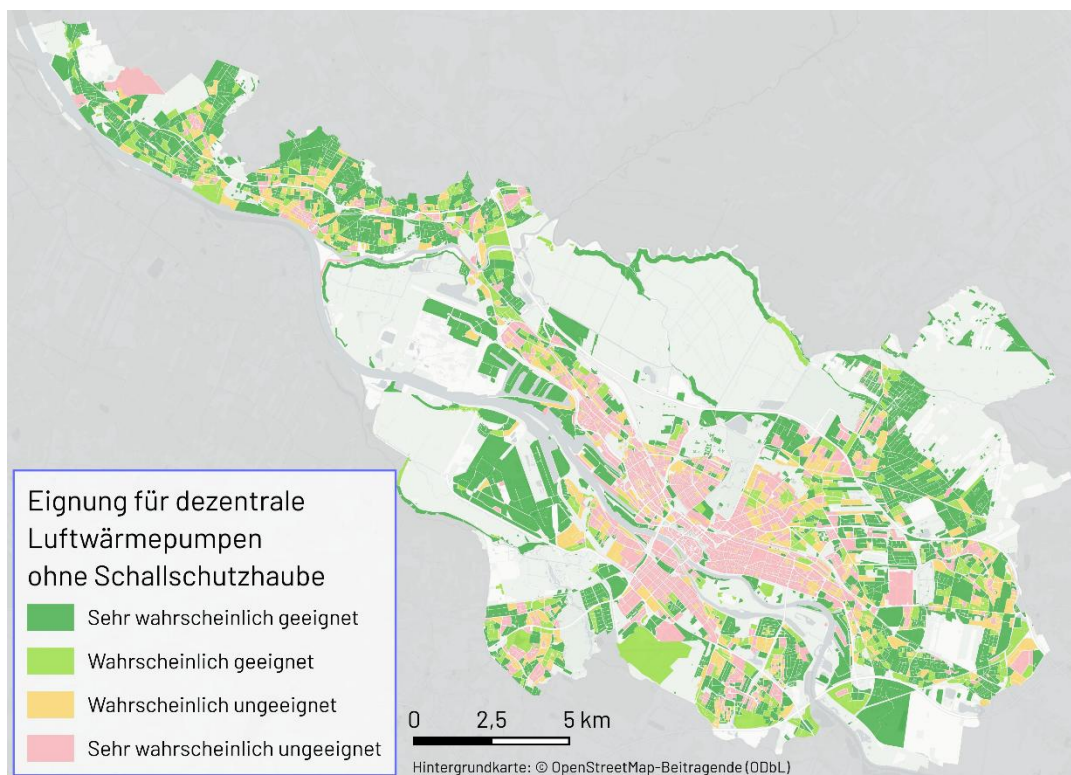 Eignung für dezentrale
Luftwärmepumpen
ohne Schallschutzhaube
Sehr wahrscheinlich geeignet
Wahrscheinlich geeignet
Wahrscheinlich ungeeignet
Sehr wahrscheinlich ungeeignet
0 2,5 5 km
Hintergrundkarte: © OpenStreetMap-Beitragende (ODbL)